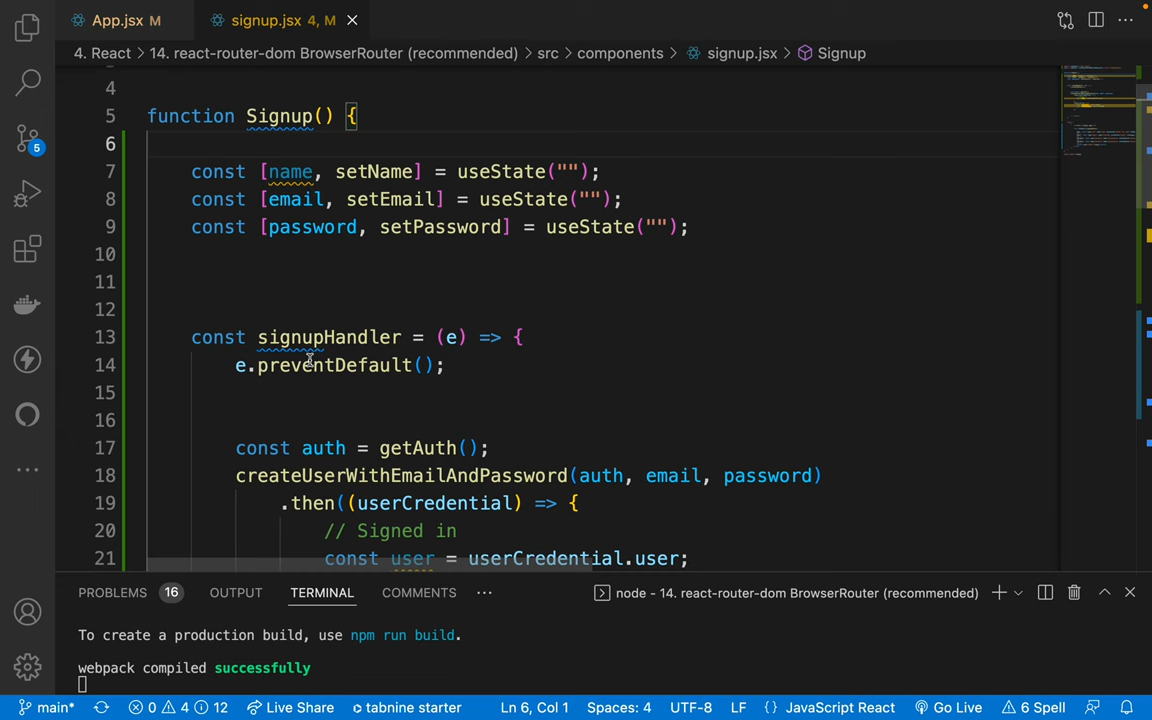 App.jsx M
signup.jsx 4, M
4. React > 14. react-router-dom BrowserRouter (recommended) > src > components > signup.jsx > Signup
4
5 function Signup() {
6
7 const [name, setName] = useState("");
8 const [email, setEmail] = useState("");
9 const [password, setPassword] = useState("");
10
11
12
13 const signupHandler = (e) => {
14 e.preventDefault();
15
16
17 const auth = getAuth();
18 createUserWithEmailAndPassword(auth, email, password)
19 .then((userCredential) => {
20 // Signed in
21 const user = userCredential.user;
5
PROBLEMS 16 OUTPUT TERMINAL COMMENTS ··· node - 14. react-router-dom BrowserRouter (recommended)
To create a production build, use npm run build.
webpack compiled successfully
main* 0 4 12 Live Share tabnine starter Ln 6, Col 1 Spaces: 4 UTF-8 LF {} JavaScript React Go Live 6 Spell